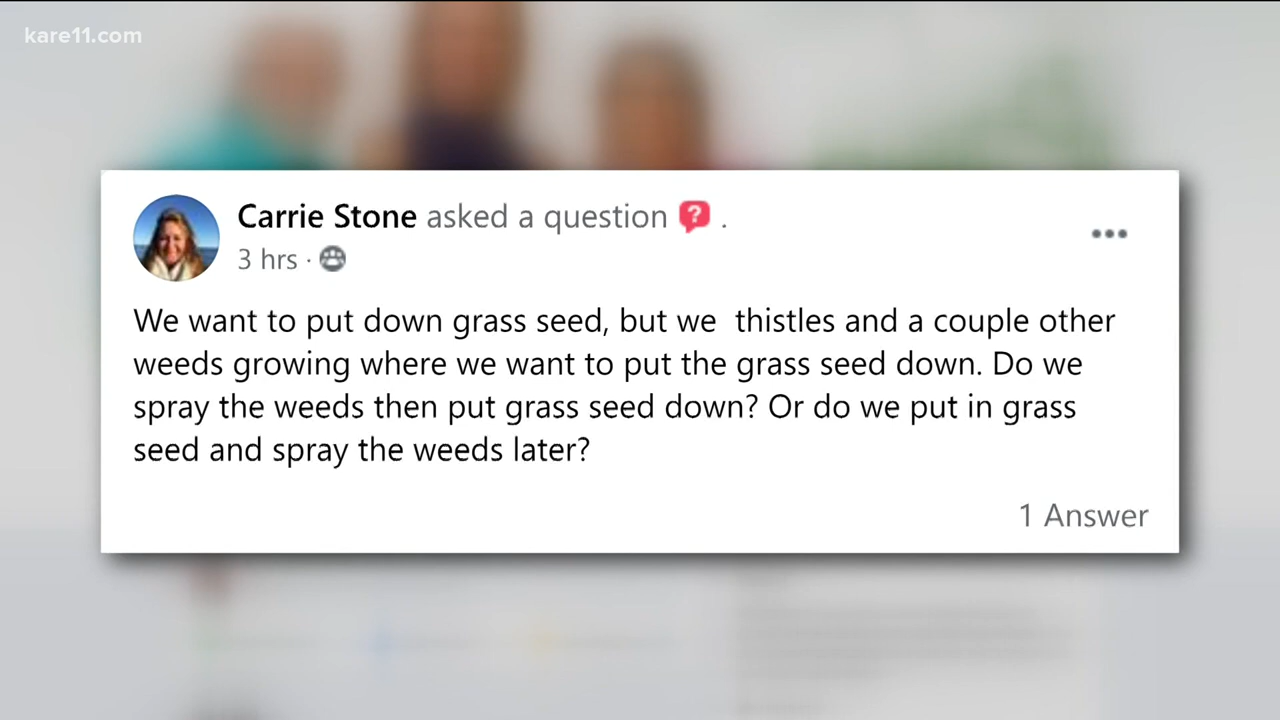 kare11.com
Carrie Stone asked a question .
3 hrs ·
We want to put down grass seed, but we  thistles and a couple other
weeds growing where we want to put the grass seed down. Do we
spray the weeds then put grass seed down? Or do we put in grass
seed and spray the weeds later?
1 Answer